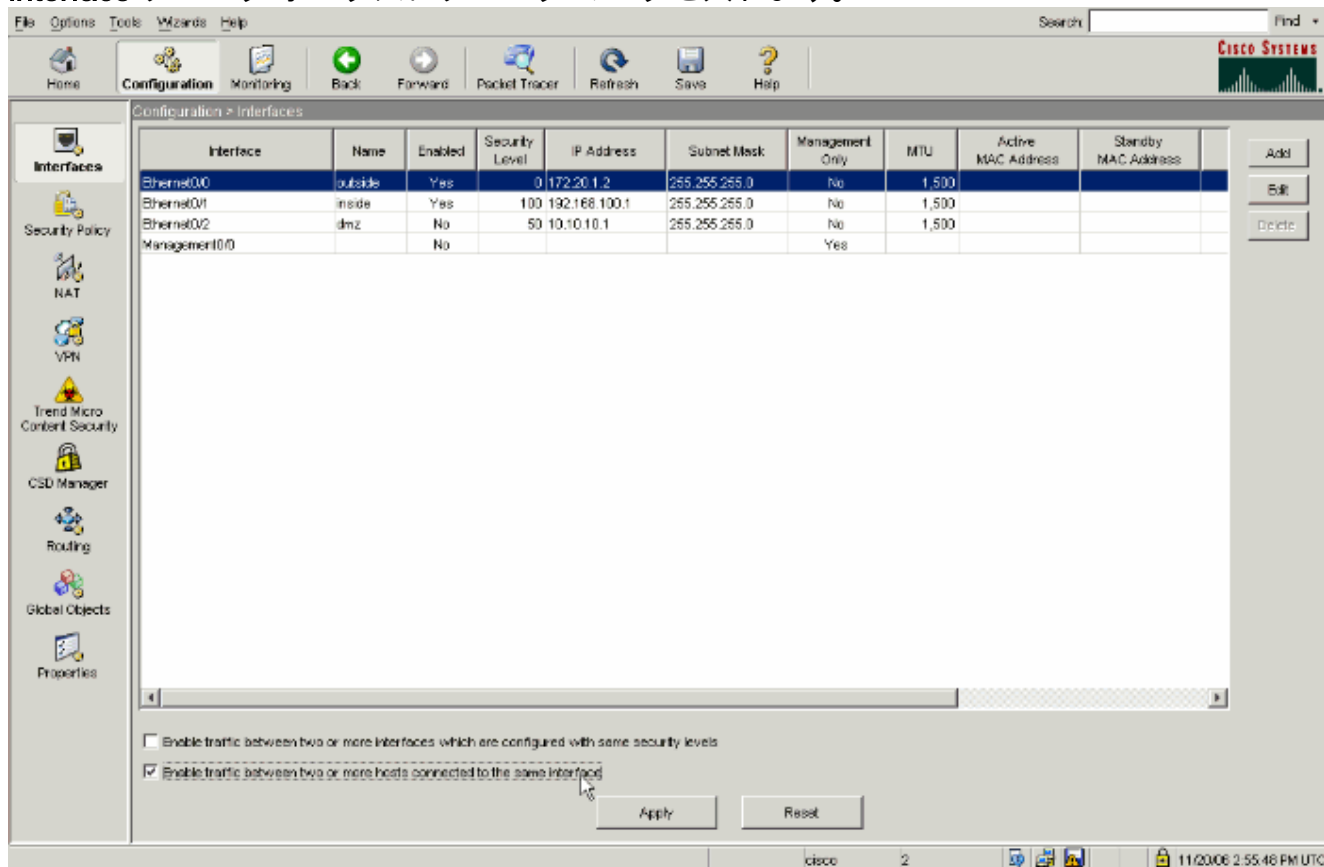 File Options Tools Wizards Help Search: Find
Home Configuration Monitoring Back Forward Packet Tracer Refresh Save Help
CISCO SYSTEMS
Configuration > Interfaces
Interfaces
Security Policy
NAT
VPN
Trend Micro Content Security
CSD Manager
Routing
Global Objects
Properties
Interface Name Enabled Security Level IP Address Subnet Mask Management Only MTU Active MAC Address Standby MAC Address
Ethernet0/0 outside Yes 0 172.20.1.2 255.255.255.0 No 1,500
Ethernet0/1 inside Yes 100 192.168.100.1 255.255.255.0 No 1,500
Ethernet0/2 dmz No 50 10.10.10.1 255.255.255.0 No 1,500
Management0/0 No Yes
Add
Edit
Delete
Enable traffic between two or more interfaces which are configured with same security levels
Enable traffic between two or more hosts connected to the same interface
Apply Reset
cisco 2 11/20/06 2:55:48 PM UTC